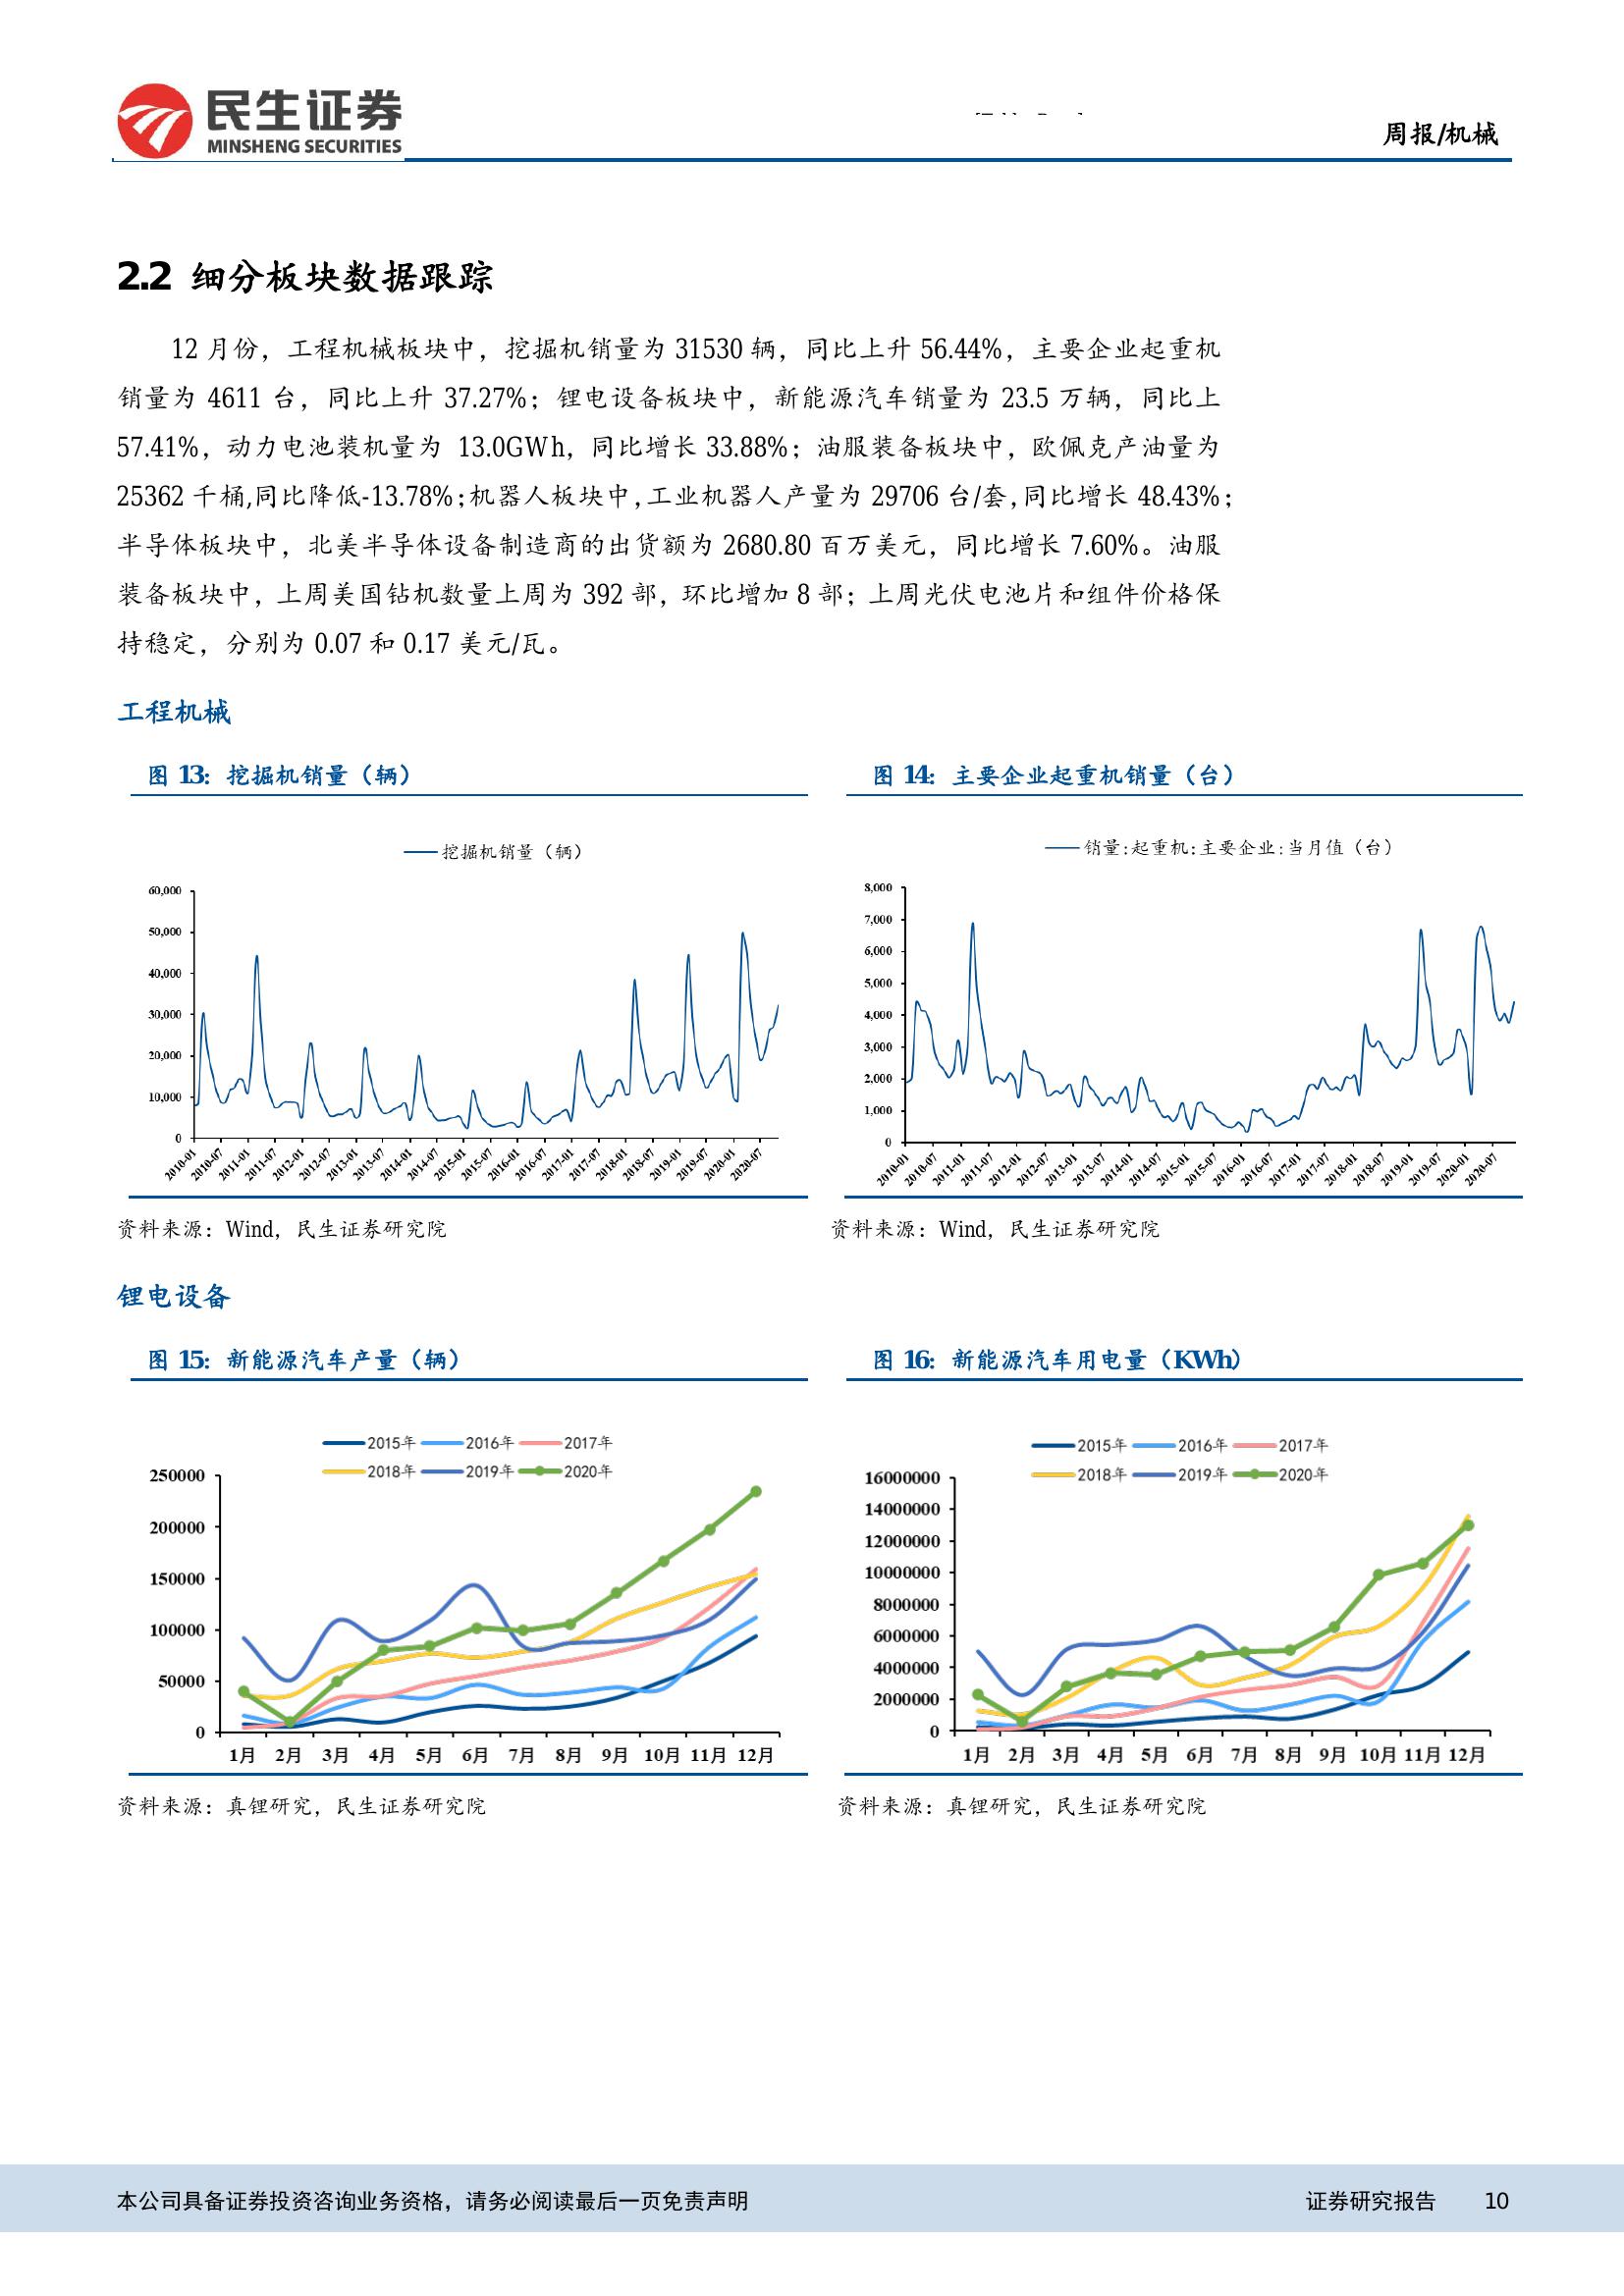 民生证券
MINSHENG SECURITIES
周报/机械
2.2 细分板块数据跟踪
12 月份，工程机械板块中，挖掘机销量为 31530 辆，同比上升 56.44%，主要企业起重机
销量为 4611 台，同比上升 37.27%；锂电设备板块中，新能源汽车销量为 23.5 万辆，同比上
57.41%，动力电池装机量为 13.0GWh，同比增长 33.88%；油服装备板块中，欧佩克产油量为
25362 千桶,同比降低-13.78%；机器人板块中，工业机器人产量为 29706 台/套，同比增长 48.43%；
半导体板块中，北美半导体设备制造商的出货额为 2680.80 百万美元，同比增长 7.60%。油服
装备板块中，上周美国钻机数量上周为 392 部，环比增加 8 部；上周光伏电池片和组件价格保
持稳定，分别为 0.07 和 0.17 美元/瓦。
工程机械
图 13：挖掘机销量（辆）
挖掘机销量（辆）
60,000
50,000
40,000
30,000
20,000
10,000
0
2010-01 2010-07 2011-01 2011-07 2012-01 2012-07 2013-01 2013-07 2014-01 2014-07 2015-01 2015-07 2016-01 2016-07 2017-01 2017-07 2018-01 2018-07 2019-01 2019-07 2020-01 2020-07
资料来源：Wind，民生证券研究院
图 14：主要企业起重机销量（台）
销量:起重机:主要企业:当月值（台）
8,000
7,000
6,000
5,000
4,000
3,000
2,000
1,000
0
2010-01 2010-07 2011-01 2011-07 2012-01 2012-07 2013-01 2013-07 2014-01 2014-07 2015-01 2015-07 2016-01 2016-07 2017-01 2017-07 2018-01 2018-07 2019-01 2019-07 2020-01 2020-07
资料来源：Wind，民生证券研究院
锂电设备
图 15：新能源汽车产量（辆）
2015年 2016年 2017年
2018年 2019年 2020年
250000
200000
150000
100000
50000
0
1月 2月 3月 4月 5月 6月 7月 8月 9月 10月 11月 12月
资料来源：真锂研究，民生证券研究院
图 16：新能源汽车用电量（KWh）
2015年 2016年 2017年
2018年 2019年 2020年
16000000
14000000
12000000
10000000
8000000
6000000
4000000
2000000
0
1月 2月 3月 4月 5月 6月 7月 8月 9月 10月 11月 12月
资料来源：真锂研究，民生证券研究院
本公司具备证券投资咨询业务资格，请务必阅读最后一页免责声明
证券研究报告 10